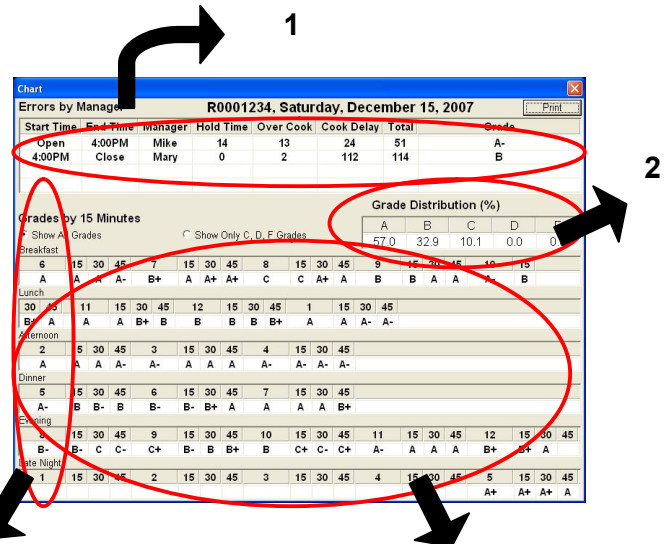 1
Chart
Errors by Manager R0001234, Saturday, December 15, 2007 Print
Start Time End Time Manager Hold Time Over Cook Cook Delay Total Grade
Open 4:00PM Mike 14 13 24 51 A-
4:00PM Close Mary 0 2 112 114 B
2
Grade Distribution (%)
A B C D
57.0 32.9 10.1 0.0
Grades by 15 Minutes
Show All Grades Show Only C, D, F Grades
Breakfast
6 15 30 45 7 15 30 45 8 15 30 45 9 15 30 45 10 15
A A A A- B+ A A+ A+ C C A+ A B B A A A- B
Lunch
30 45 11 15 30 45 12 15 30 45 1 15 30 45
B+ A A A B+ B B B B B+ A A A- A-
Afternoon
2 15 30 45 3 15 30 45 4 15 30 45
A A A A- A- A A A A- A- A- A-
Dinner
5 15 30 45 6 15 30 45 7 15 30 45
A- B B- B B- B- B+ A A A A B+
Evening
8 15 30 45 9 15 30 45 10 15 30 45 11 15 30 45 12 15 30 45
B- B- C C- C+ B- B B+ B C+ C- C+ A- A A A B+ B+ A
Late Night
1 15 30 45 2 15 30 45 3 15 30 45 4 15 30 45 5 15 30 45
A+ A+ A+ A